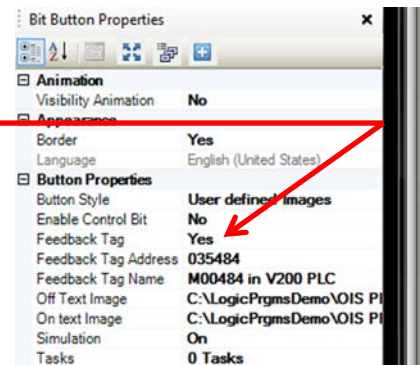 Bit Button Properties
Animation
Visibility Animation No
Appearance
Border Yes
Language English (United States)
Button Properties
Button Style User defined Images
Enable Control Bit No
Feedback Tag Yes
Feedback Tag Address 035484
Feedback Tag Name M00484 in V200 PLC
Off Text Image C:\LogicPrgmsDemo\OIS Pl
On text Image C:\LogicPrgmsDemo\OIS Pl
Simulation On
Tasks 0 Tasks